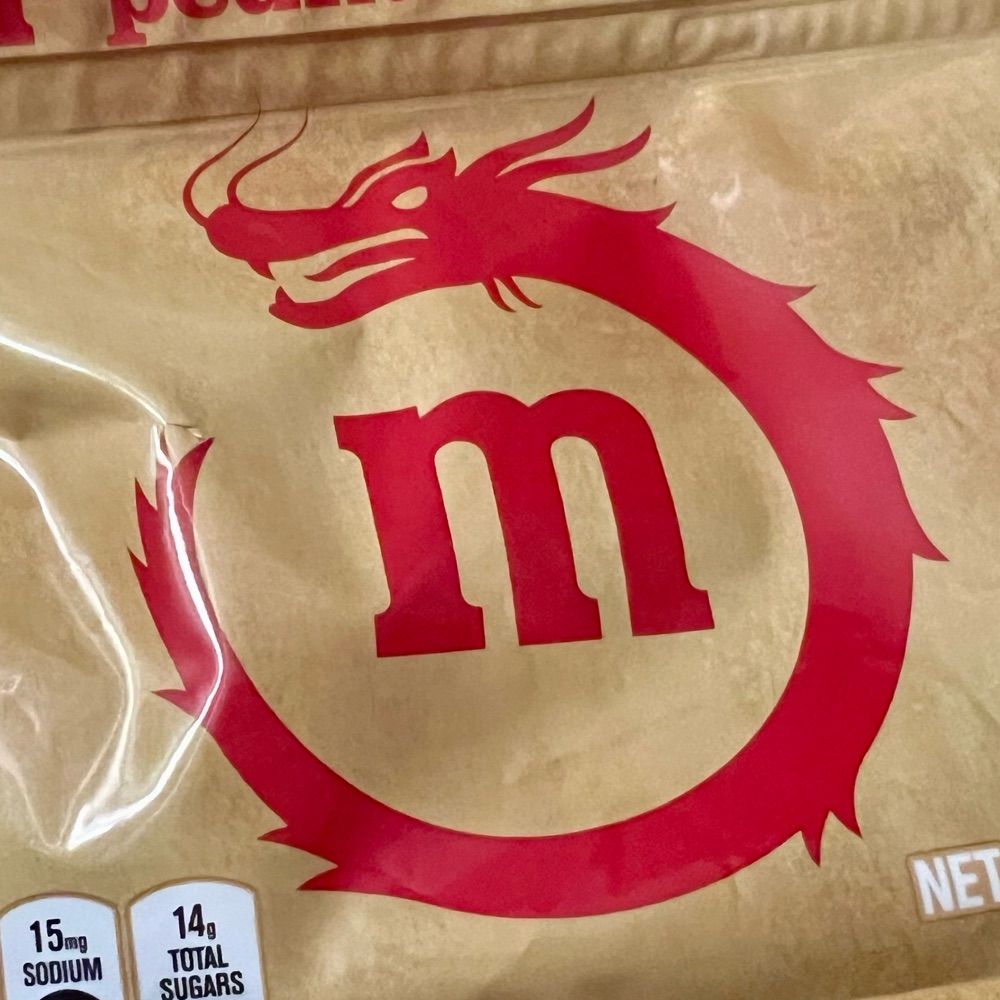 m
NET
15mg
SODIUM
14g
TOTAL
SUGARS